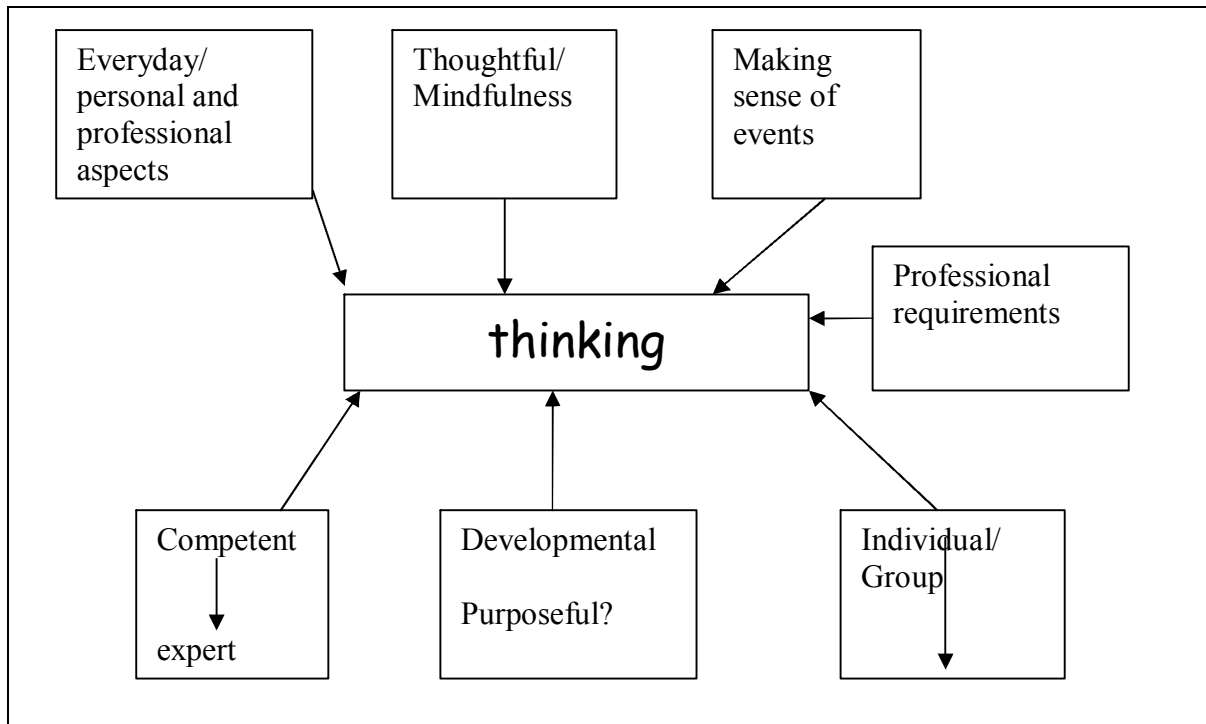 Everyday/
personal and
professional
aspects
Thoughtful/
Mindfulness
Making
sense of
events
Professional
requirements
thinking
Competent
expert
Developmental
Purposeful?
Individual/
Group